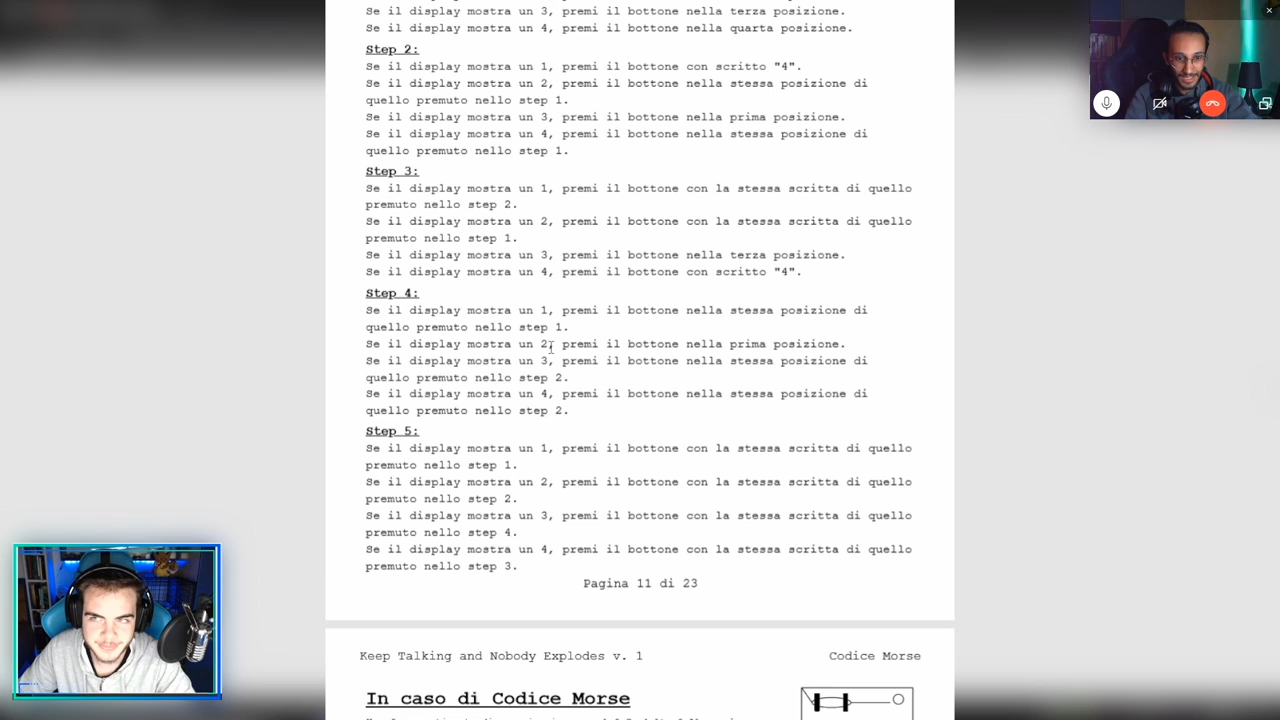 Se il display mostra un 3, premi il bottone nella terza posizione.
Se il display mostra un 4, premi il bottone nella quarta posizione.
Step 2:
Se il display mostra un 1, premi il bottone con scritto "4".
Se il display mostra un 2, premi il bottone nella stessa posizione di
quello premuto nello step 1.
Se il display mostra un 3, premi il bottone nella prima posizione.
Se il display mostra un 4, premi il bottone nella stessa posizione di
quello premuto nello step 1.
Step 3:
Se il display mostra un 1, premi il bottone con la stessa scritta di quello
premuto nello step 2.
Se il display mostra un 2, premi il bottone con la stessa scritta di quello
premuto nello step 1.
Se il display mostra un 3, premi il bottone nella terza posizione.
Se il display mostra un 4, premi il bottone con scritto "4".
Step 4:
Se il display mostra un 1, premi il bottone nella stessa posizione di
quello premuto nello step 1.
Se il display mostra un 2, premi il bottone nella prima posizione.
Se il display mostra un 3, premi il bottone nella stessa posizione di
quello premuto nello step 2.
Se il display mostra un 4, premi il bottone nella stessa posizione di
quello premuto nello step 2.
Step 5:
Se il display mostra un 1, premi il bottone con la stessa scritta di quello
premuto nello step 1.
Se il display mostra un 2, premi il bottone con la stessa scritta di quello
premuto nello step 2.
Se il display mostra un 3, premi il bottone con la stessa scritta di quello
premuto nello step 4.
Se il display mostra un 4, premi il bottone con la stessa scritta di quello
premuto nello step 3.
Pagina 11 di 23
Keep Talking and Nobody Explodes v. 1
Codice Morse
In caso di Codice Morse